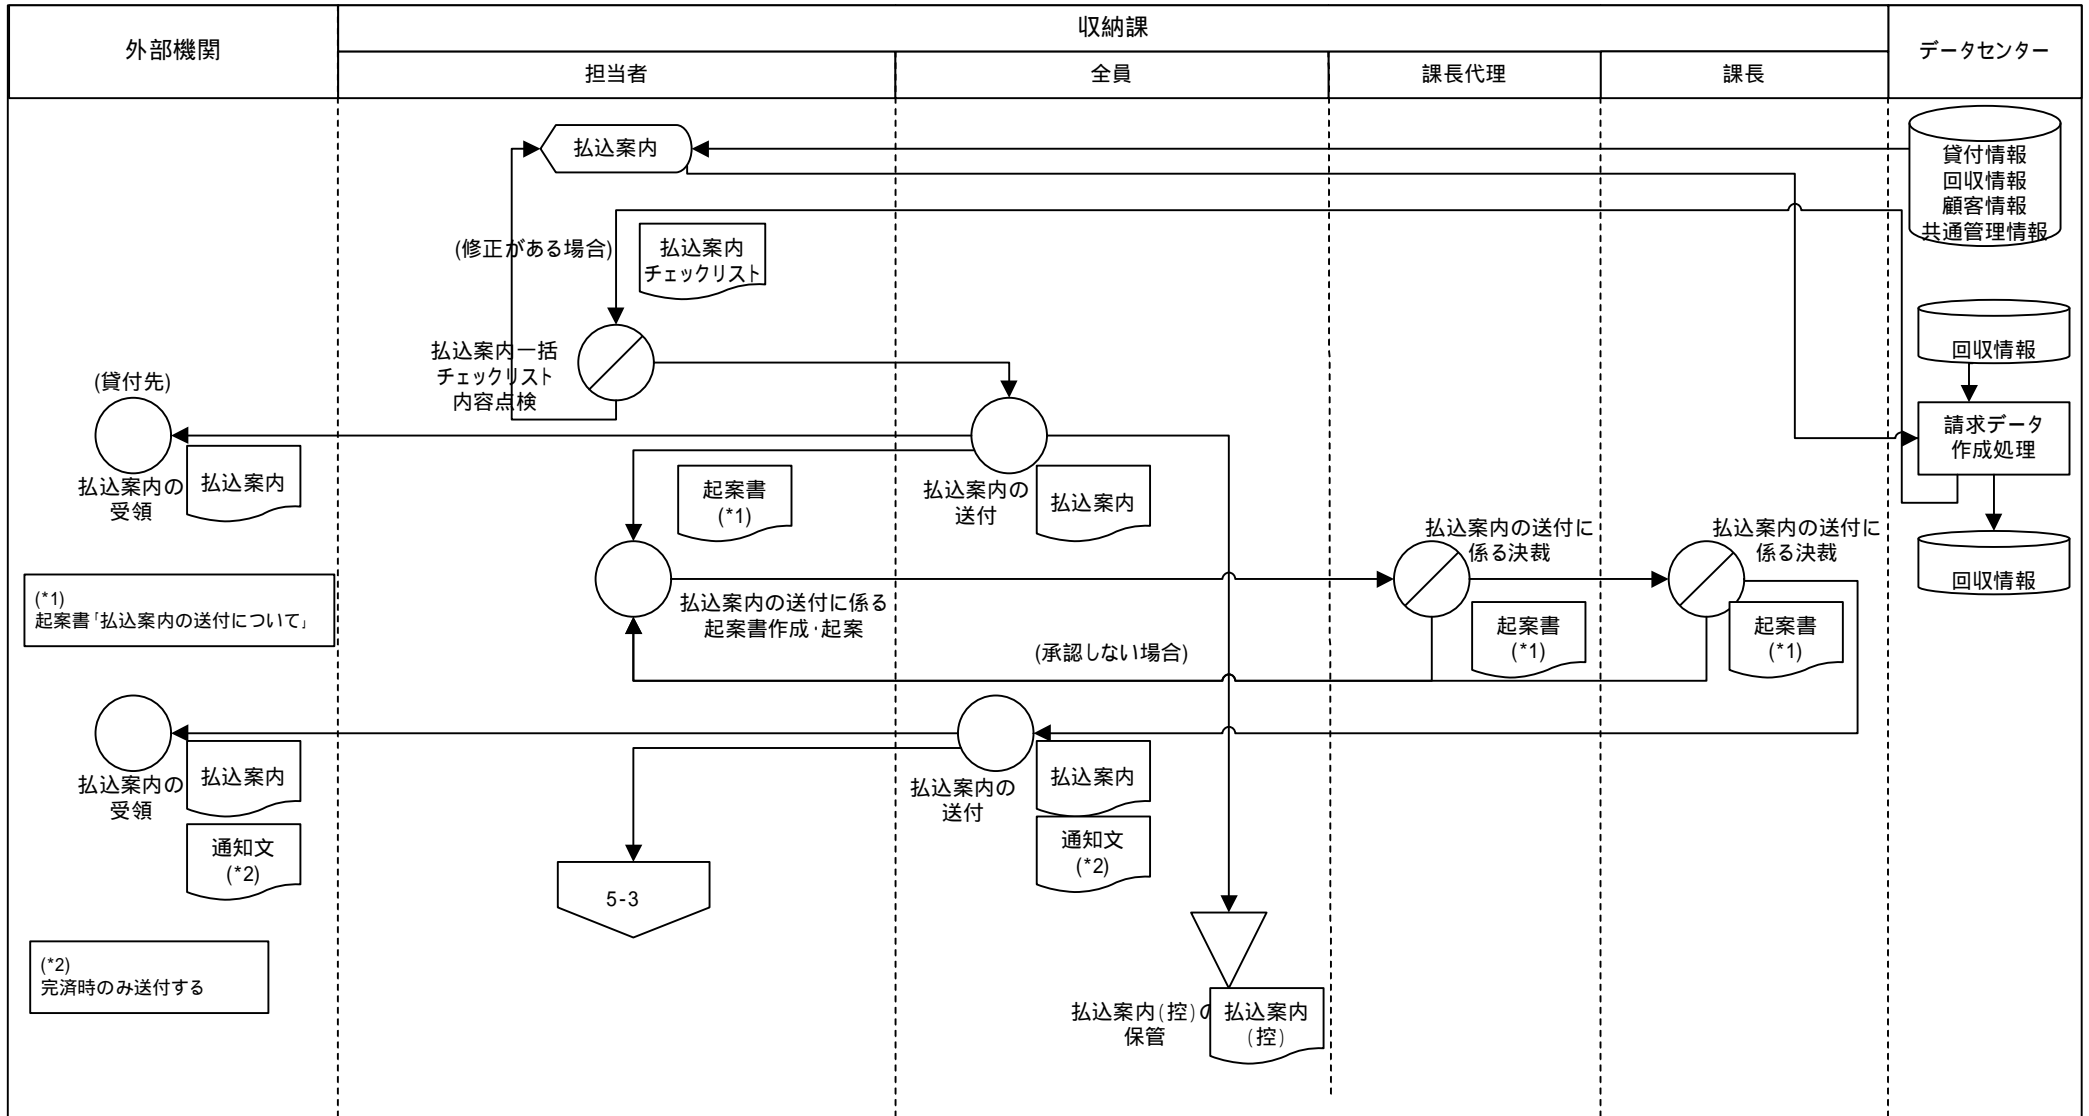 外部機関
収納課
データセンター
担当者
全員
課長代理
課長
払込案内
貸付情報
回収情報
顧客情報
共通管理情報
(修正がある場合)
払込案内
チェックリスト
払込案内一括
チェックリスト
内容点検
回収情報
(貸付先)
請求データ
作成処理
払込案内の
受領
払込案内
起案書
(*1)
払込案内の
送付
払込案内
払込案内の送付に
係る決裁
払込案内の送付に
係る決裁
回収情報
(*1)
起案書「払込案内の送付について」
払込案内の送付に係る
起案書作成・起案
起案書
(*1)
起案書
(*1)
(承認しない場合)
払込案内の
受領
払込案内
通知文
(*2)
払込案内の
送付
払込案内
通知文
(*2)
5-3
(*2)
完済時のみ送付する
払込案内(控)の
保管
払込案内
(控)